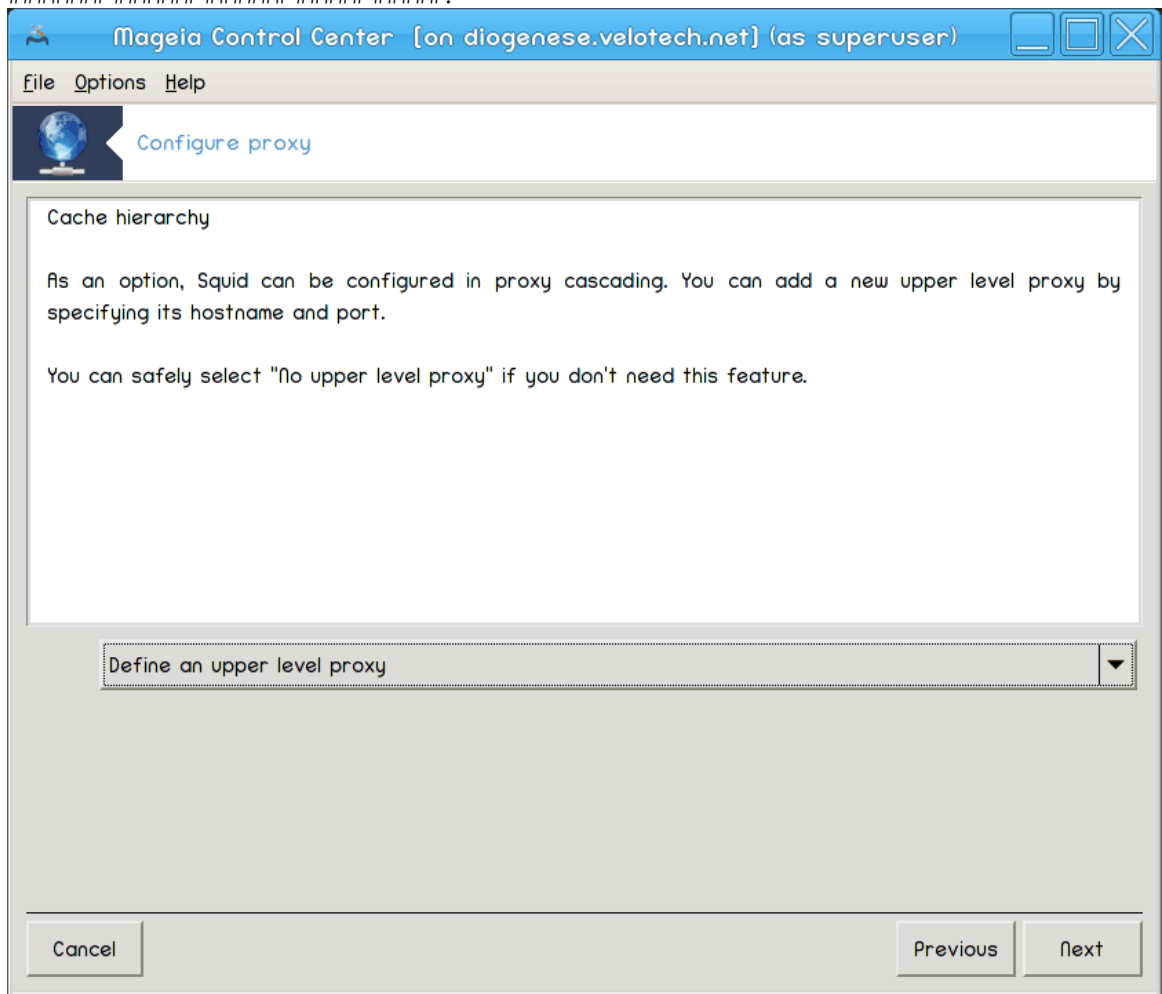 Mageia Control Center [on diogenese.velotech.net] (as superuser)
File Options Help
Configure proxy
Cache hierarchy
As an option, Squid can be configured in proxy cascading. You can add a new upper level proxy by
specifying its hostname and port.
You can safely select "No upper level proxy" if you don't need this feature.
Define an upper level proxy
Cancel
Previous
Next